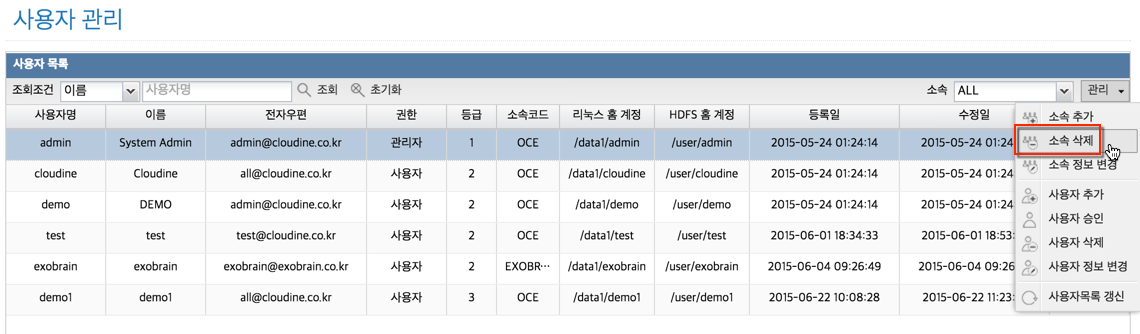 사용자 관리
사용자 목록
조회조건 이름 사용자명 조회 초기화 소속 ALL 관리
사용자명 이름 전자우편 권한 등급 소속코드 리눅스 홈 계정 HDFS 홈 계정 등록일 수정일
admin System Admin admin@cloudine.co.kr 관리자 1 OCE /data1/admin /user/admin 2015-05-24 01:24:14 2015-05-24 01:24
cloudine Cloudine all@cloudine.co.kr 사용자 2 OCE /data1/cloudine /user/cloudine 2015-05-24 01:24:14 2015-05-24 01:24
demo DEMO admin@cloudine.co.kr 사용자 2 OCE /data1/demo /user/demo 2015-05-24 01:24:14 2015-05-24 01:24
test test test@cloudine.co.kr 사용자 2 OCE /data1/test /user/test 2015-06-01 18:34:33 2015-06-01 18:53
exobrain exobrain exobrain@exobrain.co.kr 사용자 2 EXOBR··· /data1/exobrain /user/exobrain 2015-06-04 09:26:49 2015-06-04 09:26
demo1 demo1 all@cloudine.co.kr 사용자 3 OCE /data1/demo1 /user/demo1 2015-06-22 10:08:28 2015-06-22 11:23
소속 추가
소속 삭제
소속 정보 변경
사용자 추가
사용자 승인
사용자 삭제
사용자 정보 변경
사용자목록 갱신